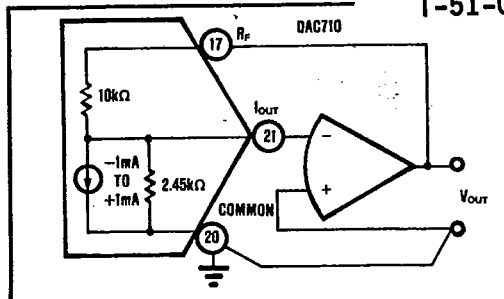 T-51-0
DAC710
17
RF
10kΩ
IOUT
21
−
−1mA
TO
+1mA
2.45kΩ
+
COMMON
VOUT
20